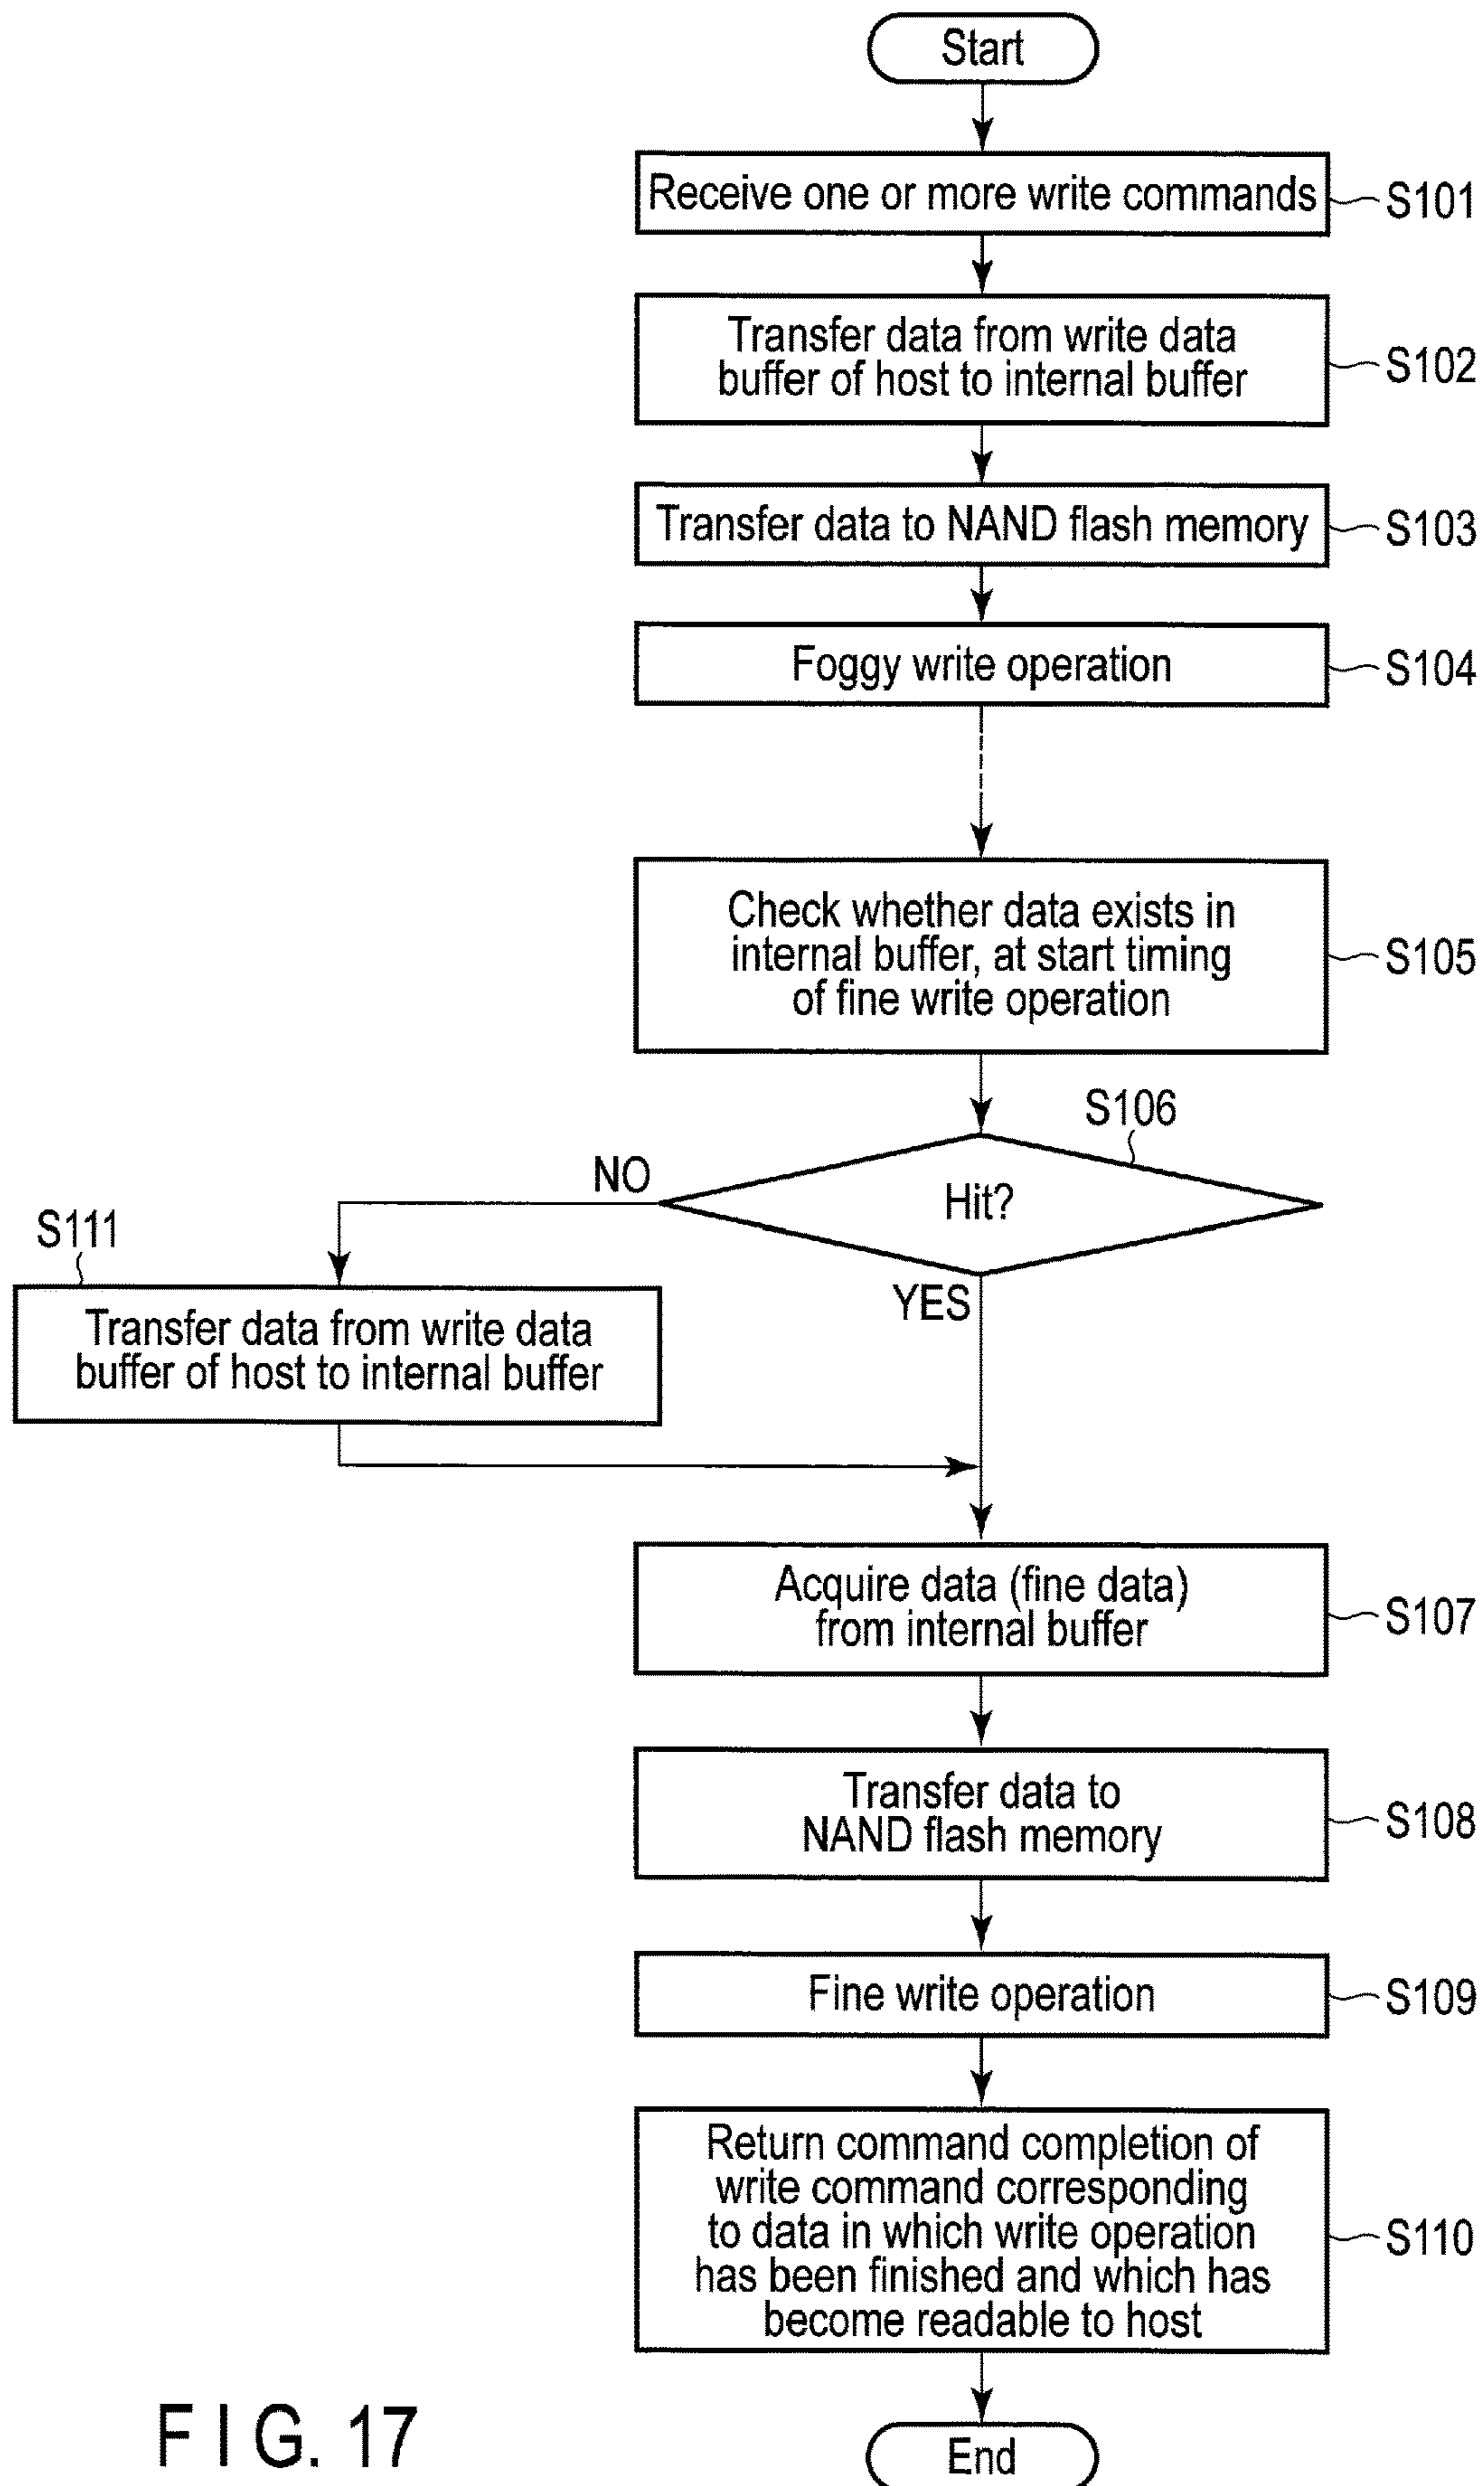 Start
Receive one or more write commands
S101
Transfer data from write data
buffer of host to internal buffer
S102
Transfer data to NAND flash memory
S103
Foggy write operation
S104
Check whether data exists in
internal buffer, at start timing
of fine write operation
S105
S106
Hit?
NO
YES
S111
Transfer data from write data
buffer of host to internal buffer
Acquire data (fine data)
from internal buffer
S107
Transfer data to
NAND flash memory
S108
Fine write operation
S109
Return command completion of
write command corresponding
to data in which write operation
has been finished and which has
become readable to host
S110
End
FIG. 17